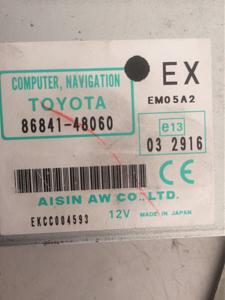 COMPUTER, NAVIGATION
TOYOTA
86841-48060
EX
EM05A2
e13
03 2916
CE
AISIN AW CO., LTD.
EKCC004593 12V MADE IN JAPAN